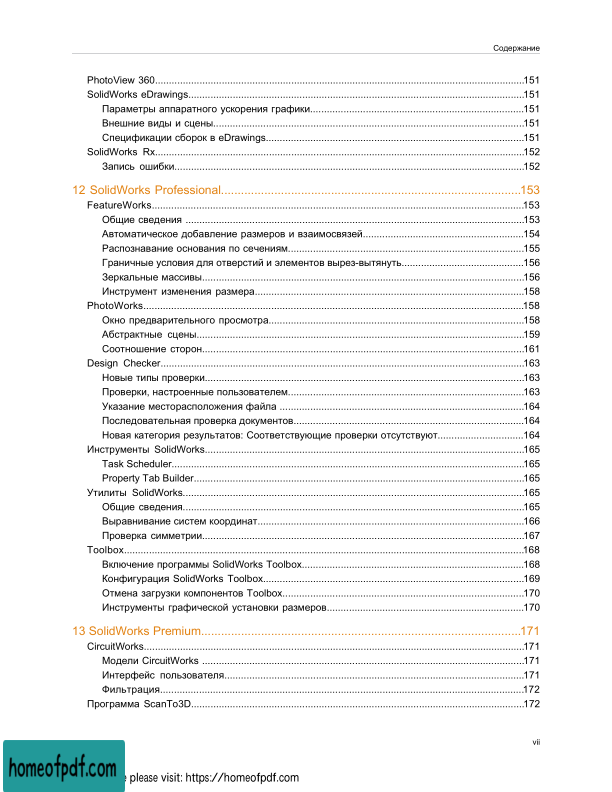 Содержание
PhotoView 360...151
SolidWorks eDrawings...151
Параметры аппаратного ускорения графики...151
Внешние виды и сцены...151
Спецификации сборок в eDrawings...151
SolidWorks Rx...152
Запись ошибки...152
12 SolidWorks Professional...153
FeatureWorks...153
Общие сведения ...153
Автоматическое добавление размеров и взаимосвязей...154
Распознавание основания по сечениям...155
Граничные условия для отверстий и элементов вырез-вытянуть...156
Зеркальные массивы...156
Инструмент изменения размера...158
PhotoWorks...158
Окно предварительного просмотра...158
Абстрактные сцены...159
Соотношение сторон...161
Design Checker...163
Новые типы проверки...163
Проверки, настроенные пользователем...163
Указание месторасположения файла ...164
Последовательная проверка документов...164
Новая категория результатов: Соответствующие проверки отсутствуют...164
Инструменты SolidWorks...165
Task Scheduler...165
Property Tab Builder...165
Утилиты SolidWorks...165
Общие сведения...165
Выравнивание систем координат...166
Проверка симметрии...167
Toolbox...168
Включение программы SolidWorks Toolbox...168
Конфигурация SolidWorks Toolbox...169
Отмена загрузки компонентов Toolbox...170
Инструменты графической установки размеров...170
13 SolidWorks Premium...171
CircuitWorks...171
Модели CircuitWorks ...171
Интерфейс пользователя...171
Фильтрация...172
Программа ScanTo3D...172
vii
homeofpdf.com
please visit: https://homeofpdf.com